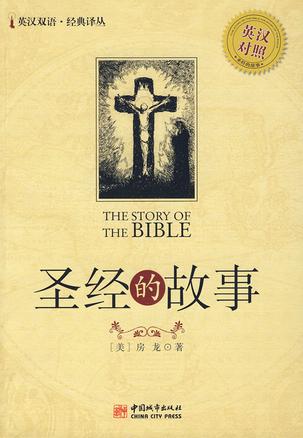 英汉双语·经典译丛
英汉
对照
THE STORY OF
THE BIBLE
圣经的故事
[美]房 龙○著
中国城市出版社
CHINA CITY PRESS